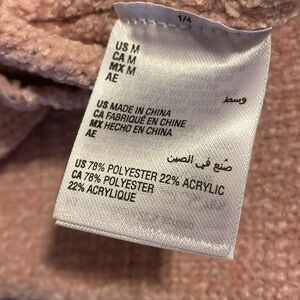 1/4
US M
CA M
MX M
AE
وسط
US MADE IN CHINA
CA FABRIQUÉ EN CHINE
MX HECHO EN CHINA
AE
صنع في الصين
US 78% POLYESTER 22% ACRYLIC
CA 78% POLYESTER
22% ACRYLIQUE